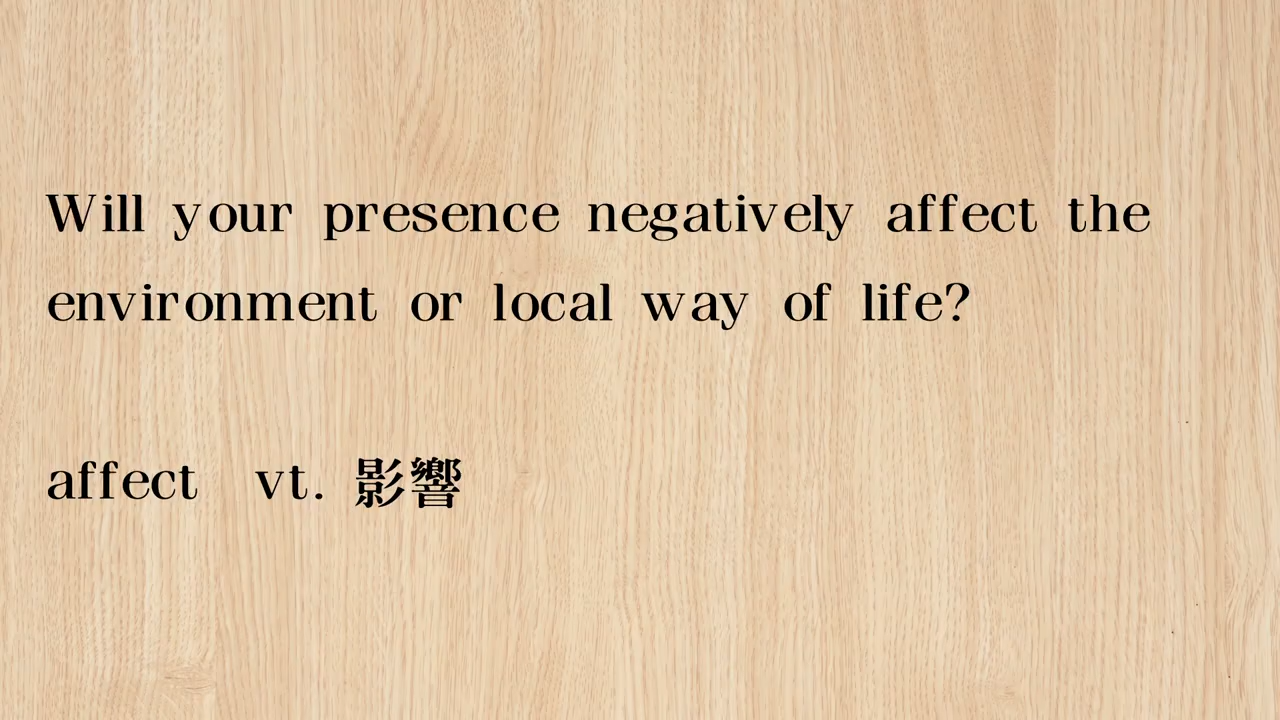 Will your presence negatively affect the
environment or local way of life?
affect vt. 影響